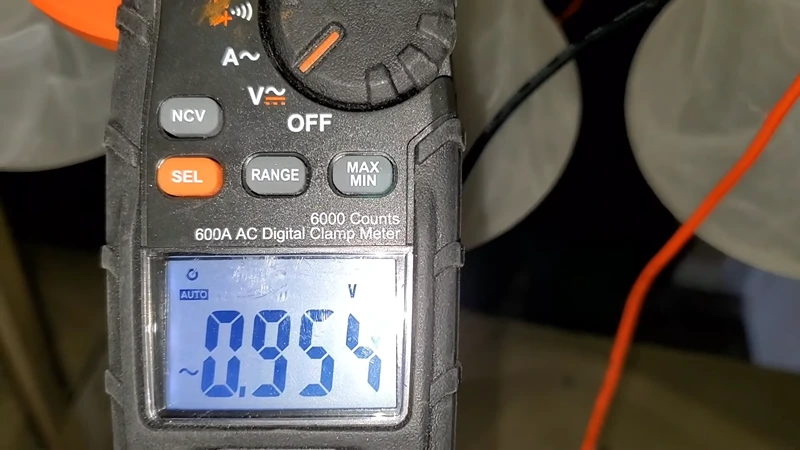 A~
V~
OFF
NCV
SEL
RANGE
MAX
MIN
6000 Counts
600A AC Digital Clamp Meter
AUTO
V
~0.954